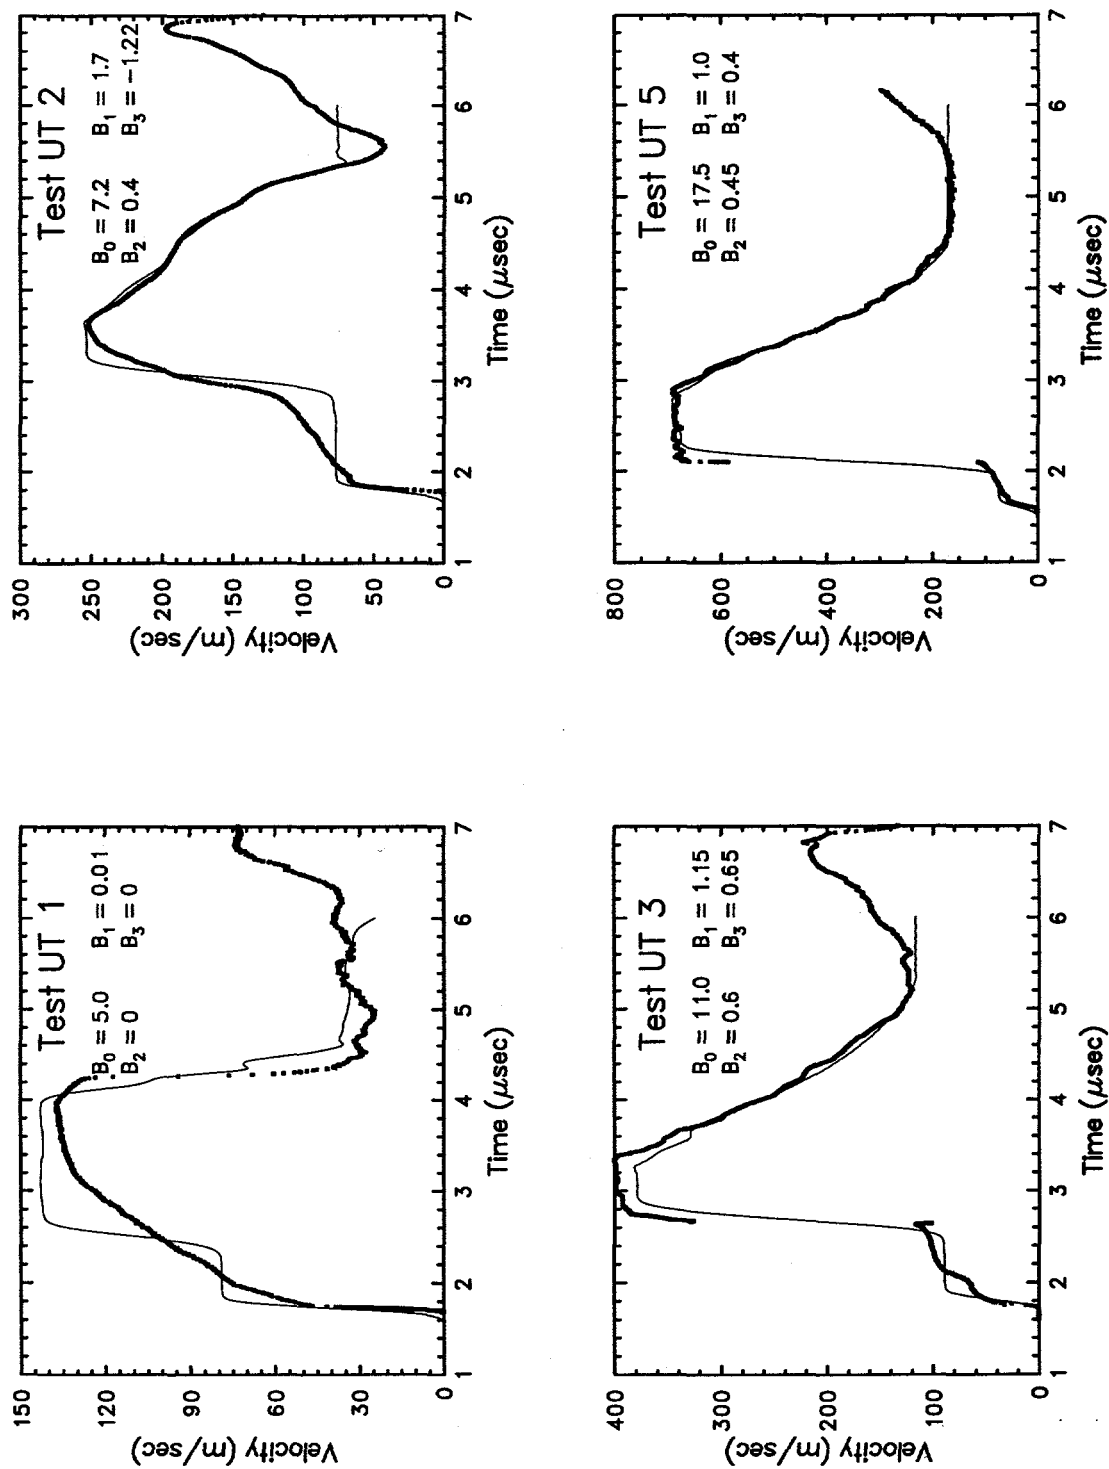 Test UT 1
B₀ = 5.0 B₁ = 0.01
B₂ = 0 B₃ = 0
150
120
90
60
30
0
Velocity (m/sec)
1 2 3 4 5 6 7
Time (μsec)
Test UT 2
B₀ = 7.2 B₁ = 1.7
B₂ = 0.4 B₃ = −1.22
300
250
200
150
100
50
0
Velocity (m/sec)
1 2 3 4 5 6 7
Time (μsec)
Test UT 3
B₀ = 11.0 B₁ = 1.15
B₂ = 0.6 B₃ = 0.65
400
300
200
100
0
Velocity (m/sec)
1 2 3 4 5 6 7
Time (μsec)
Test UT 5
B₀ = 17.5 B₁ = 1.0
B₂ = 0.45 B₃ = 0.4
800
600
400
200
0
Velocity (m/sec)
1 2 3 4 5 6 7
Time (μsec)